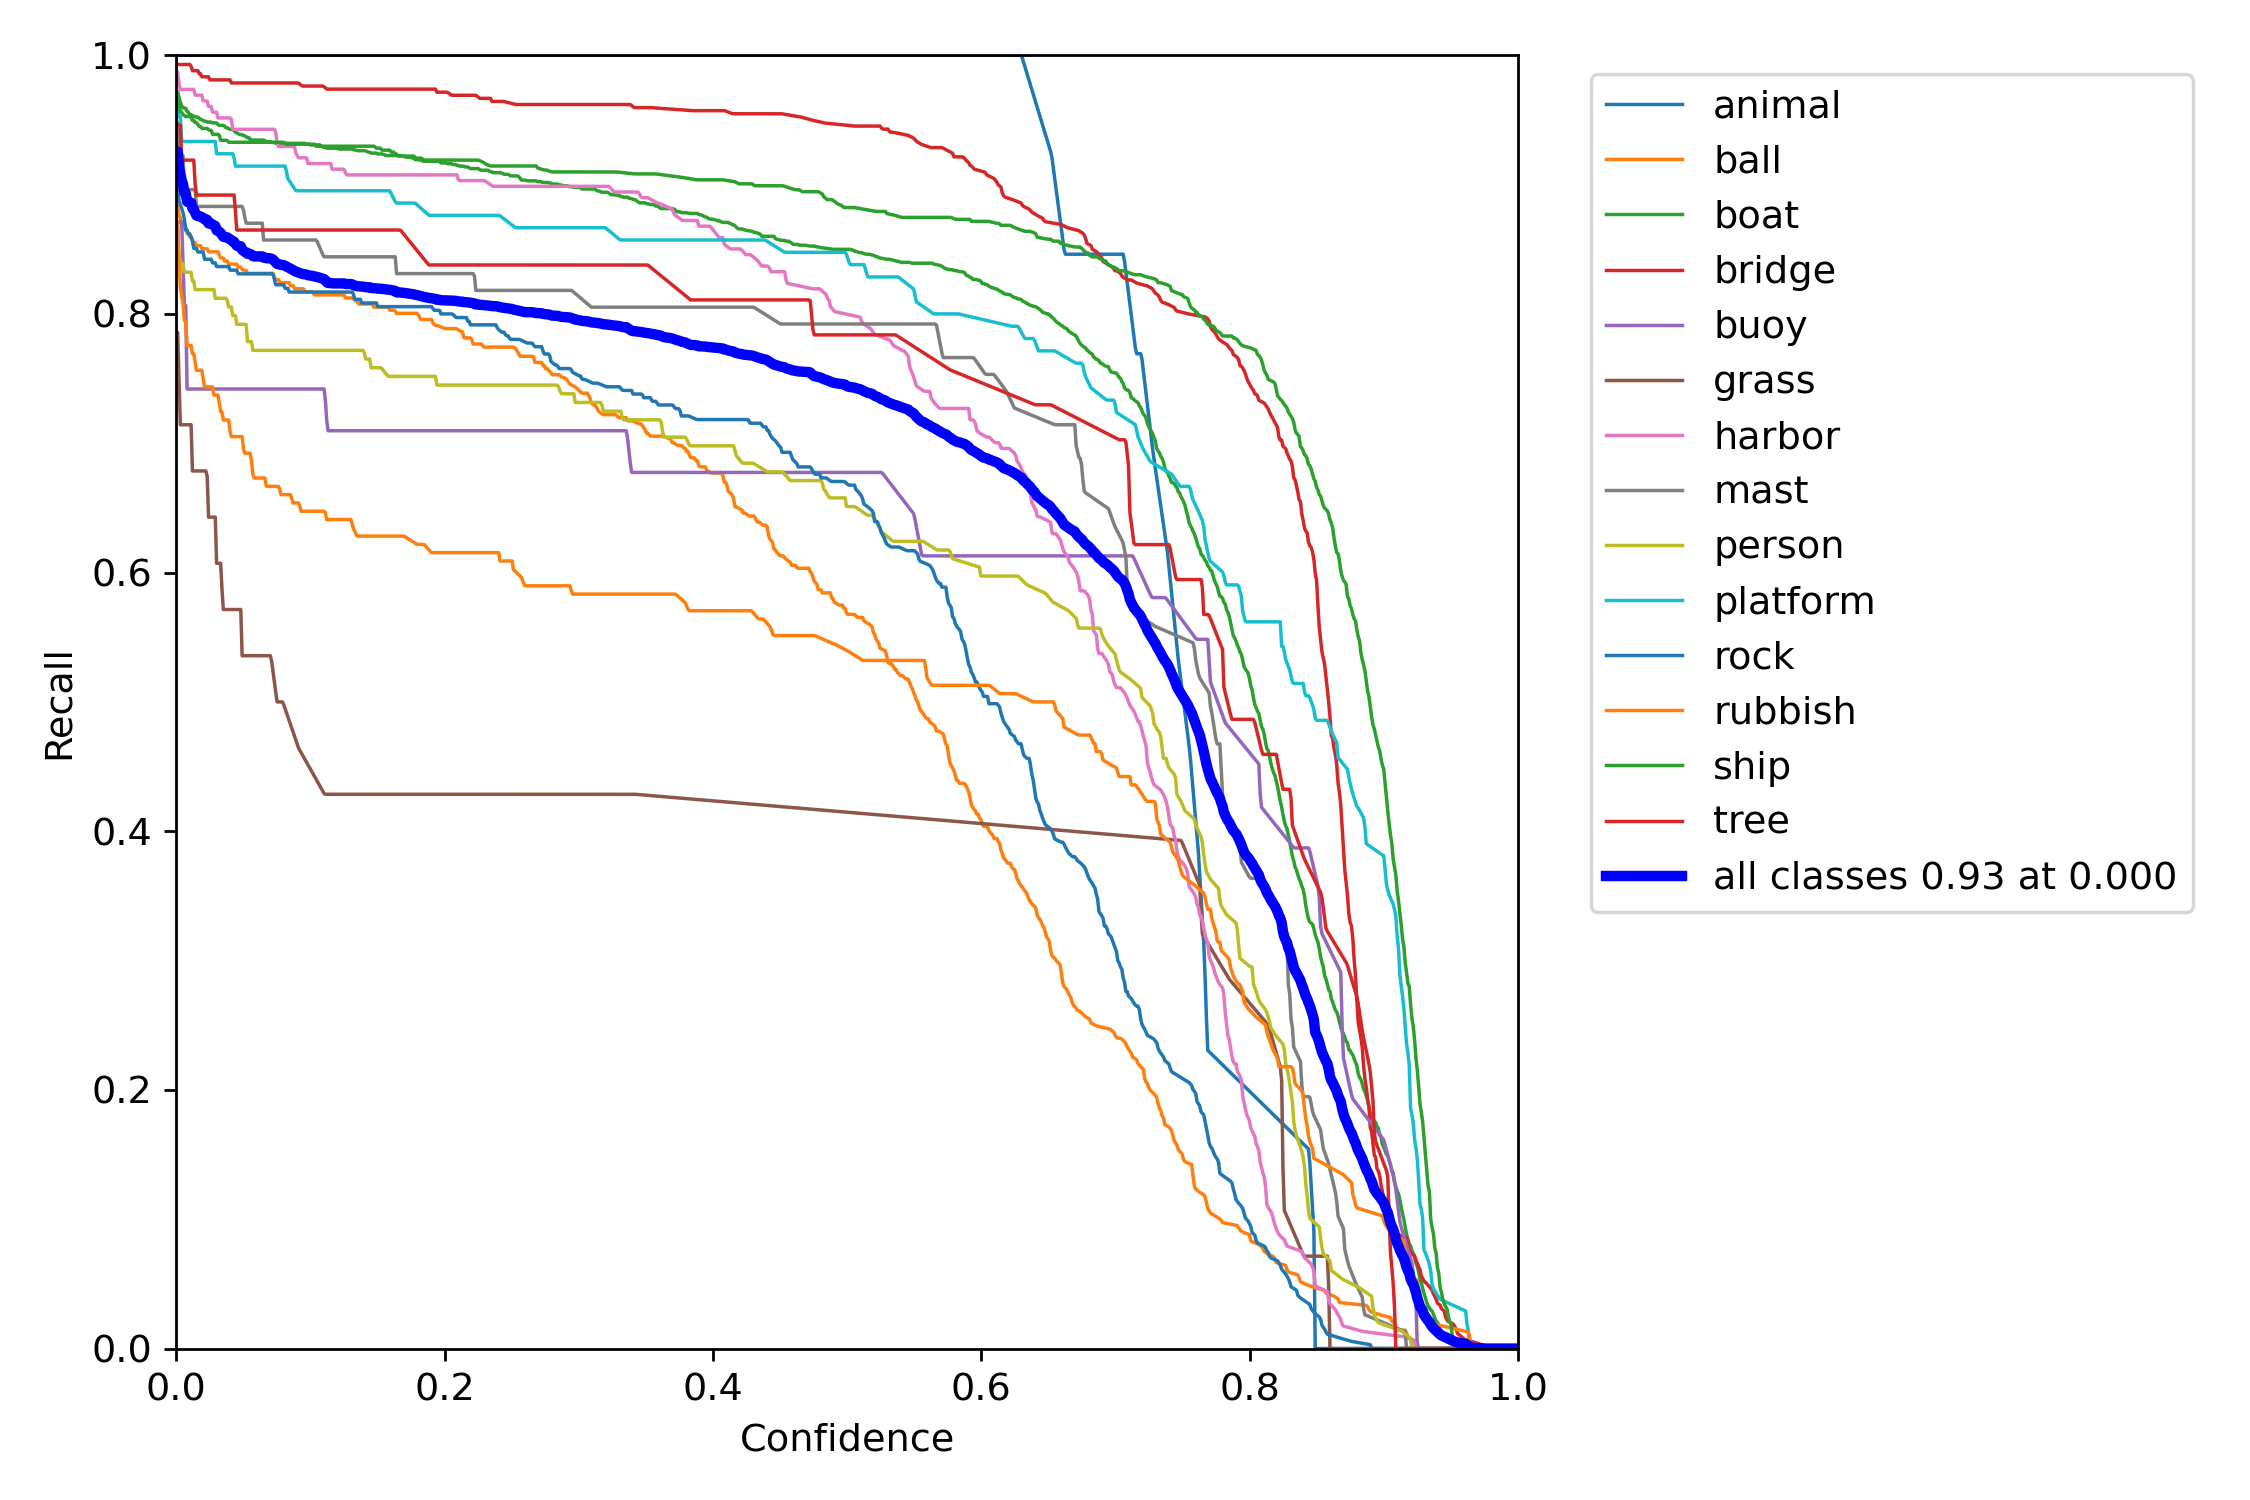 1.0
0.8
0.6
0.4
0.2
0.0
Recall
0.0 0.2 0.4 0.6 0.8 1.0
Confidence
animal
ball
boat
bridge
buoy
grass
harbor
mast
person
platform
rock
rubbish
ship
tree
all classes 0.93 at 0.000